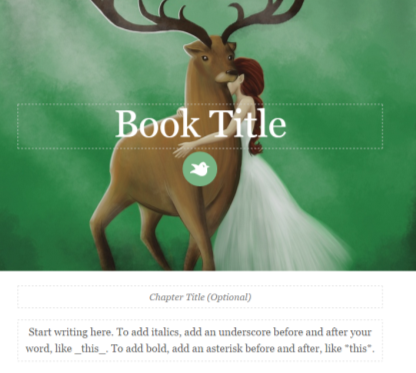 Book Title
Chapter Title (Optional)
Start writing here. To add italics, add an underscore before and after your
word, like _this_. To add bold, add an asterisk before and after, like "this".